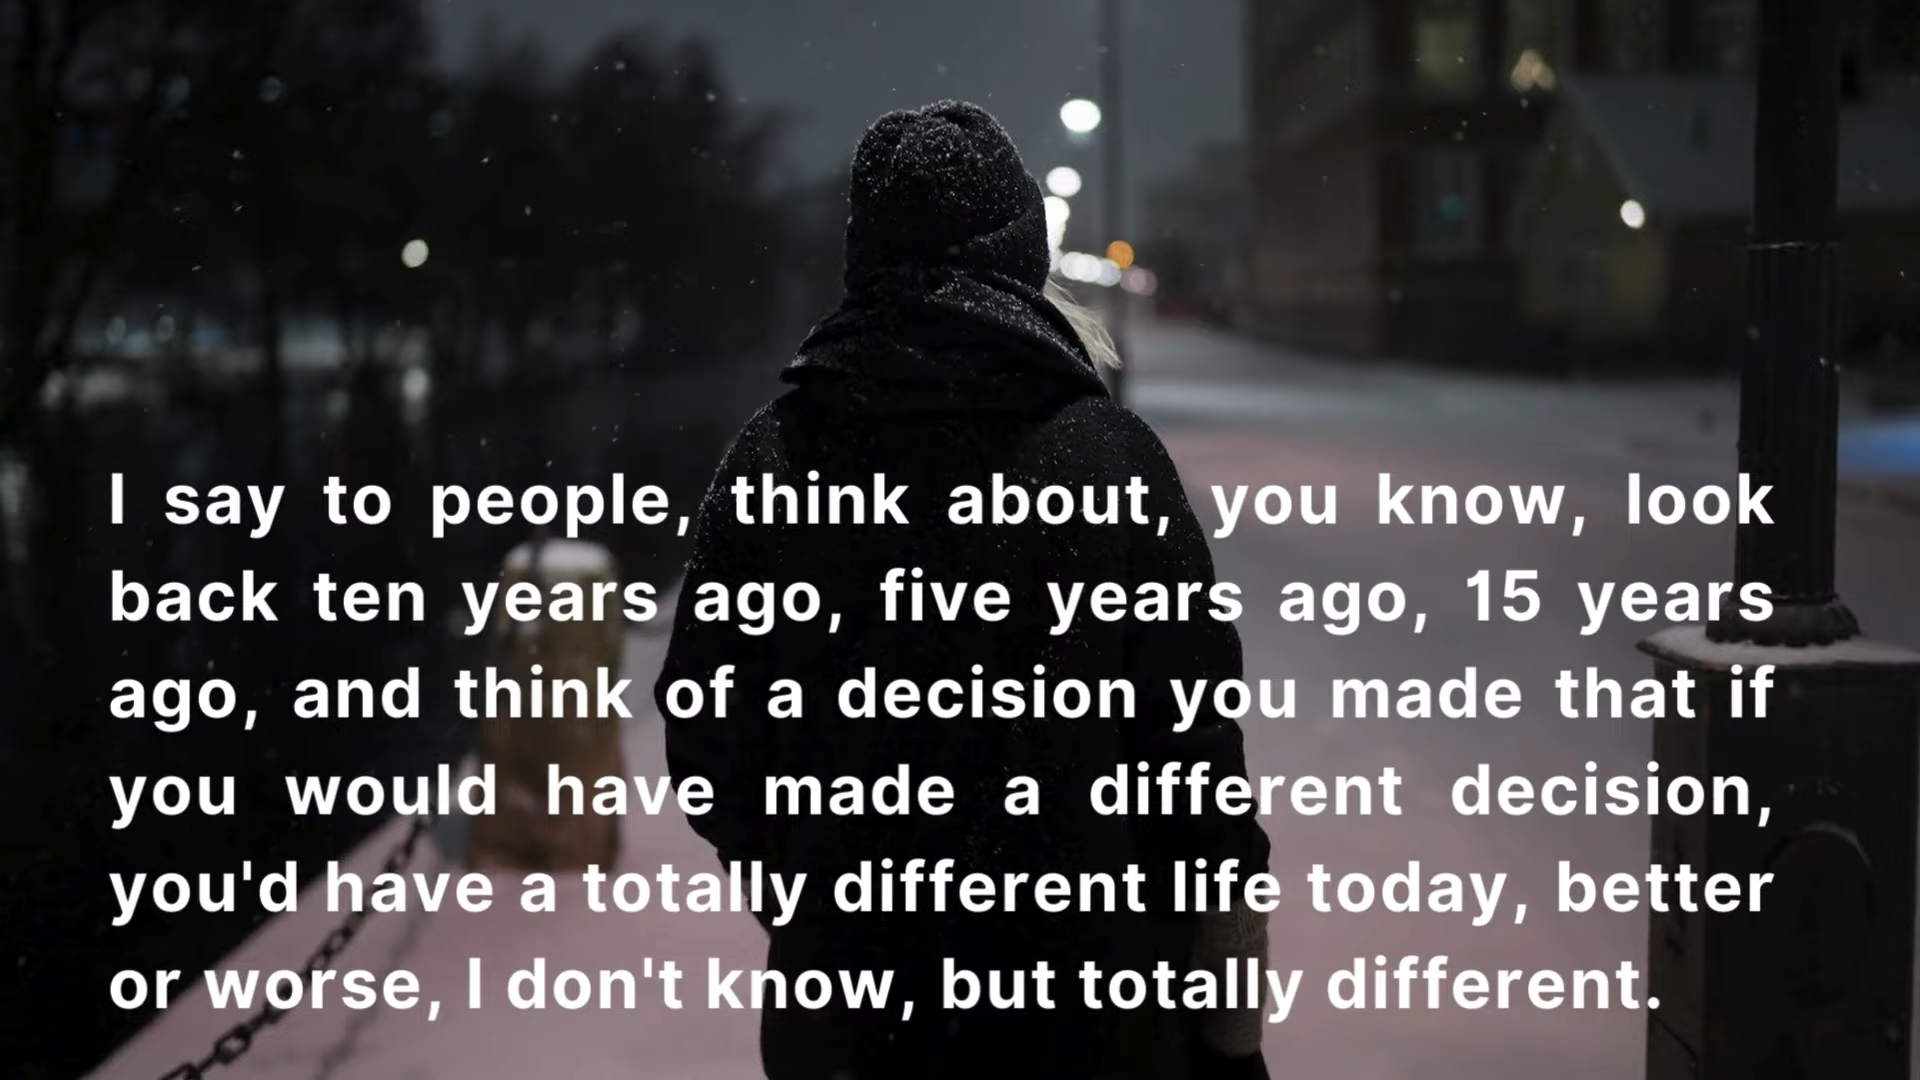 I say to people, think about, you know, look
back ten years ago, five years ago, 15 years
ago, and think of a decision you made that if
you would have made a different decision,
you'd have a totally different life today, better
or worse, I don't know, but totally different.